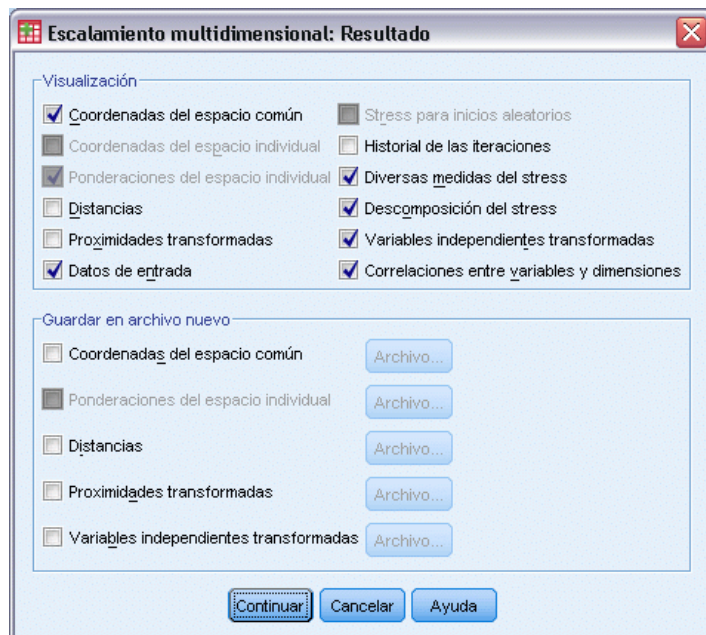 Escalamiento multidimensional: Resultado
Visualización
Coordenadas del espacio común
Coordenadas del espacio individual
Ponderaciones del espacio individual
Distancias
Proximidades transformadas
Datos de entrada
Stress para inicios aleatorios
Historial de las iteraciones
Diversas medidas del stress
Descomposición del stress
Variables independientes transformadas
Correlaciones entre variables y dimensiones
Guardar en archivo nuevo
Coordenadas del espacio común Archivo...
Ponderaciones del espacio individual Archivo...
Distancias Archivo...
Proximidades transformadas Archivo...
Variables independientes transformadas Archivo...
Continuar Cancelar Ayuda